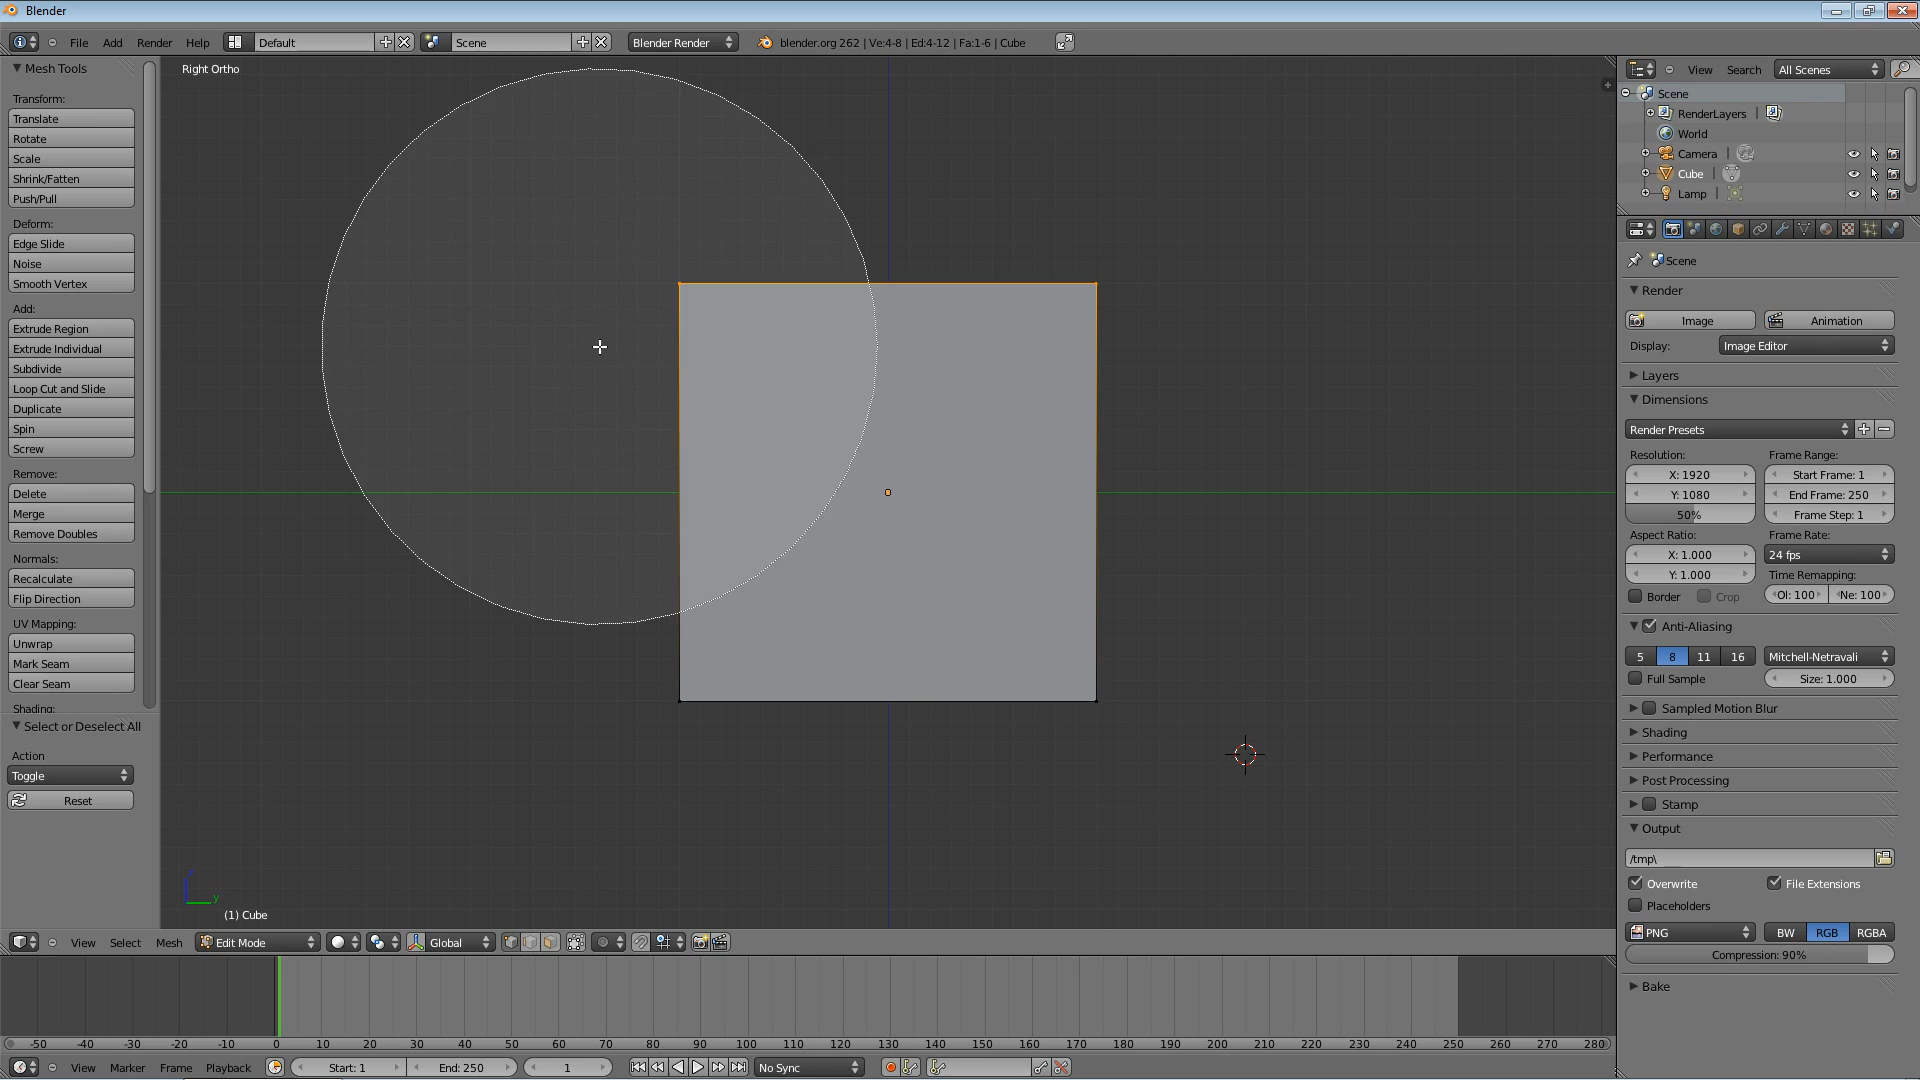 Blender
File Add Render Help Default Scene Blender Render blender.org 262 | Ve:4-8 | Ed:4-12 | Fa:1-6 | Cube
Mesh Tools
Transform:
Translate
Rotate
Scale
Shrink/Fatten
Push/Pull
Deform:
Edge Slide
Noise
Smooth Vertex
Add:
Extrude Region
Extrude Individual
Subdivide
Loop Cut and Slide
Duplicate
Spin
Screw
Remove:
Delete
Merge
Remove Doubles
Normals:
Recalculate
Flip Direction
UV Mapping:
Unwrap
Mark Seam
Clear Seam
Shading:
Select or Deselect All
Action
Toggle
Reset
Right Ortho
y
(1) Cube
View Select Mesh Edit Mode Global
-50 -40 -30 -20 -10 0 10 20 30 40 50 60 70 80 90 100 110 120 130 140 150 160 170 180 190 200 210 220 230 240 250 260 270 280
View Marker Frame Playback Start: 1 End: 250 1 No Sync
View Search All Scenes
Scene
RenderLayers |
World
Camera |
Cube |
Lamp |
Scene
Render
Image Animation
Display: Image Editor
Layers
Dimensions
Render Presets
Resolution: Frame Range:
X: 1920 Start Frame: 1
Y: 1080 End Frame: 250
50% Frame Step: 1
Aspect Ratio: Frame Rate:
X: 1.000 24 fps
Y: 1.000 Time Remapping:
Border Crop Ol: 100 Ne: 100
Anti-Aliasing
5 8 11 16 Mitchell-Netravali
Full Sample Size: 1.000
Sampled Motion Blur
Shading
Performance
Post Processing
Stamp
Output
/tmp\
Overwrite File Extensions
Placeholders
PNG BW RGB RGBA
Compression: 90%
Bake